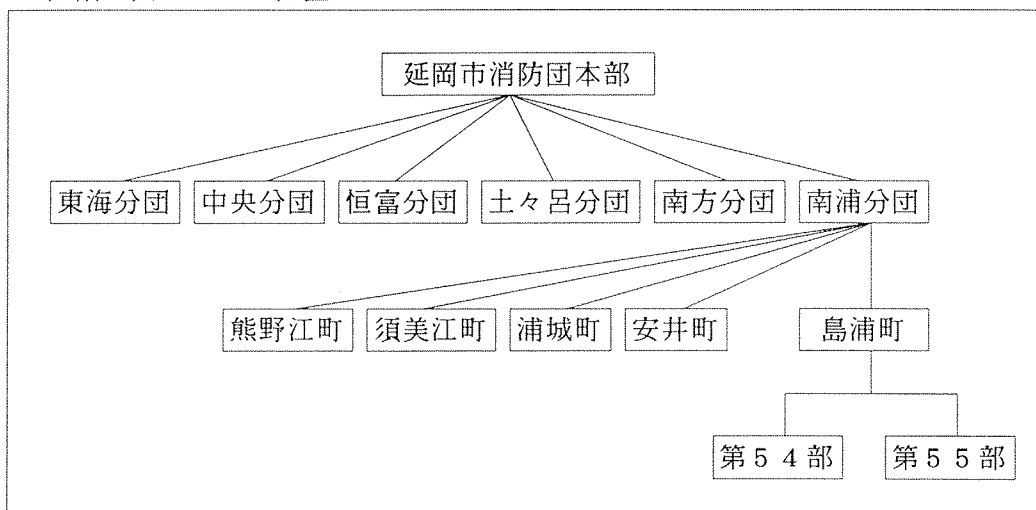 延岡市消防団本部
東海分団 中央分団 恒富分団 土々呂分団 南方分団 南浦分団
熊野江町 須美江町 浦城町 安井町 島浦町
第５４部 第５５部